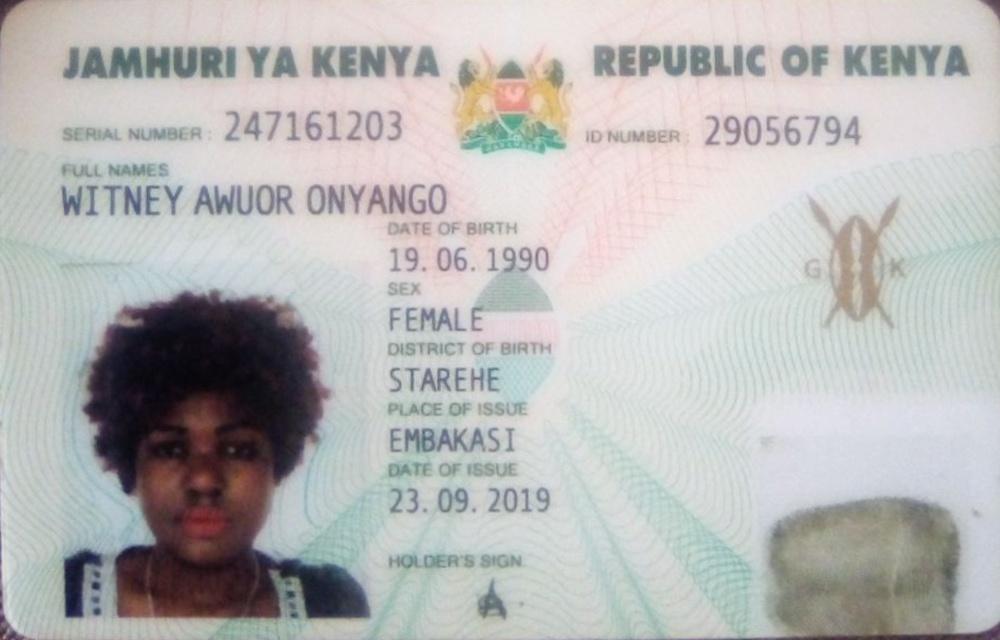 JAMHURI YA KENYA REPUBLIC OF KENYA
SERIAL NUMBER : 247161203 ID NUMBER : 29056794
FULL NAMES
WITNEY AWUOR ONYANGO
DATE OF BIRTH
19. 06. 1990
SEX
G K
FEMALE
DISTRICT OF BIRTH
STAREHE
PLACE OF ISSUE
EMBAKASI
DATE OF ISSUE
23. 09. 2019
HOLDER'S SIGN